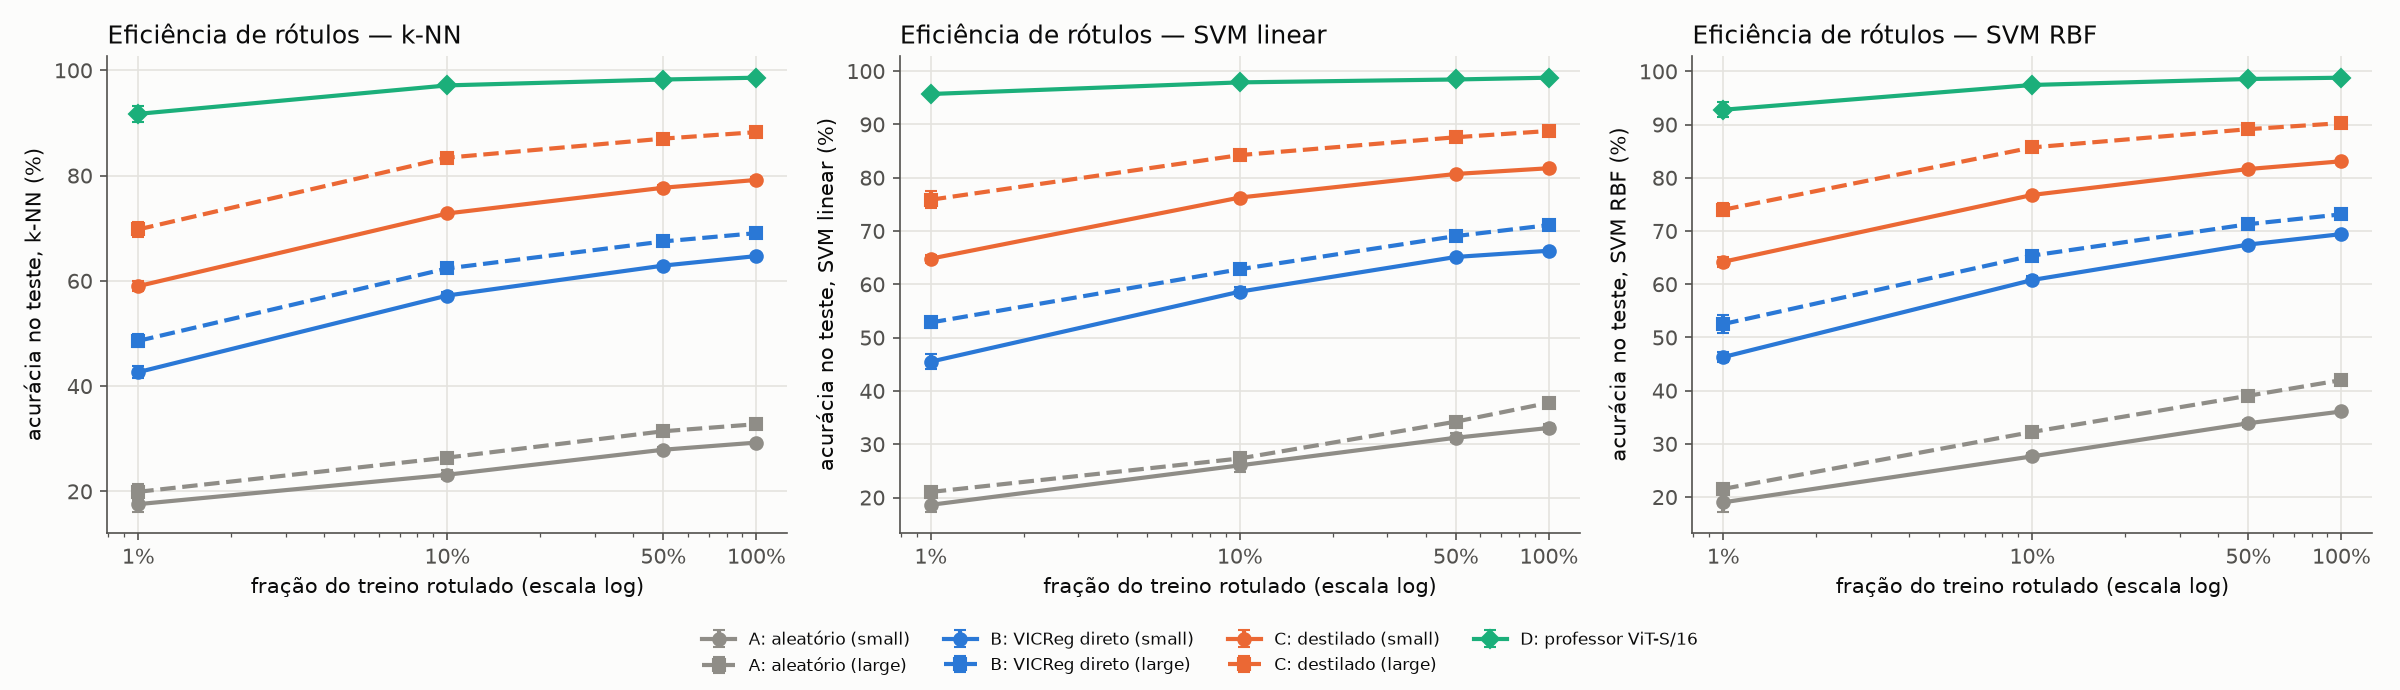 Eficiência de rótulos — k-NN
acurácia no teste, k-NN (%)
100
80
60
40
20
1%
10%
50%
100%
fração do treino rotulado (escala log)
Eficiência de rótulos — SVM linear
acurácia no teste, SVM linear (%)
100
90
80
70
60
50
40
30
20
1%
10%
50%
100%
fração do treino rotulado (escala log)
Eficiência de rótulos — SVM RBF
acurácia no teste, SVM RBF (%)
100
90
80
70
60
50
40
30
20
1%
10%
50%
100%
fração do treino rotulado (escala log)
A: aleatório (small)
A: aleatório (large)
B: VICReg direto (small)
B: VICReg direto (large)
C: destilado (small)
C: destilado (large)
D: professor ViT-S/16